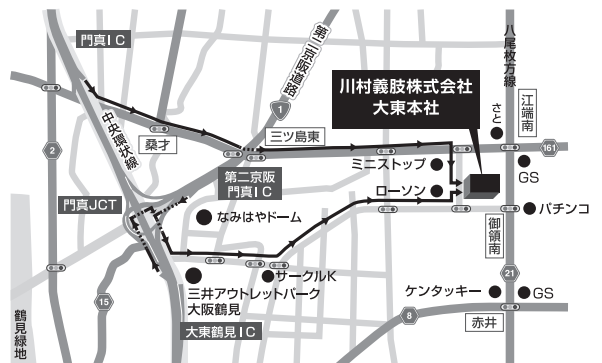 門真IC
第二京阪道路
八尾枚方線
1
川村義肢株式会社
大東本社
さと
江端南
中央環状線
桑才
三ツ島東
161
2
ミニストップ
GS
第二京阪
門真IC
門真JCT
ローソン
なみはやドーム
パチンコ
御領南
サークルK
21
三井アウトレットパーク
大阪鶴見
ケンタッキー
GS
15
8
鶴見緑地
大東鶴見IC
赤井